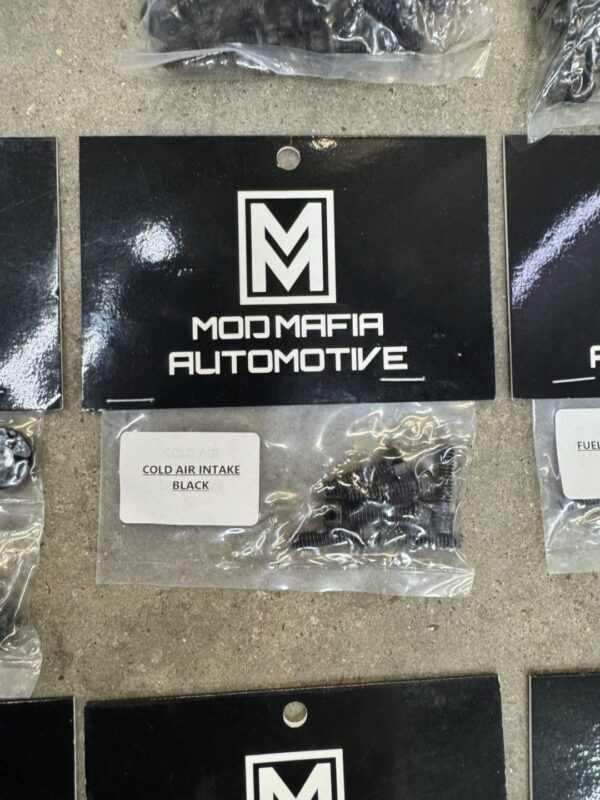 M
MOD MAFIA
AUTOMOTIVE
COLD AIR INTAKE
BLACK
FUEL
A
M